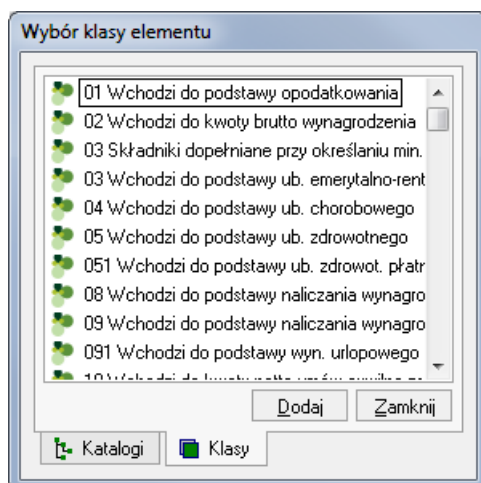 Wybór klasy elementu
01 Wchodzi do podstawy opodatkowania
02 Wchodzi do kwoty brutto wynagrodzenia
03 Składniki dopełniane przy określaniu min.
03 Wchodzi do podstawy ub. emerytalno-rent
04 Wchodzi do podstawy ub. chorobowego
05 Wchodzi do podstawy ub. zdrowotnego
051 Wchodzi do podstawy ub. zdrowot. płatr
08 Wchodzi do podstawy naliczania wynagro
09 Wchodzi do podstawy naliczania wynagro
091 Wchodzi do podstawy wyn. urlopowego
Dodaj Zamknij
Katalogi Klasy